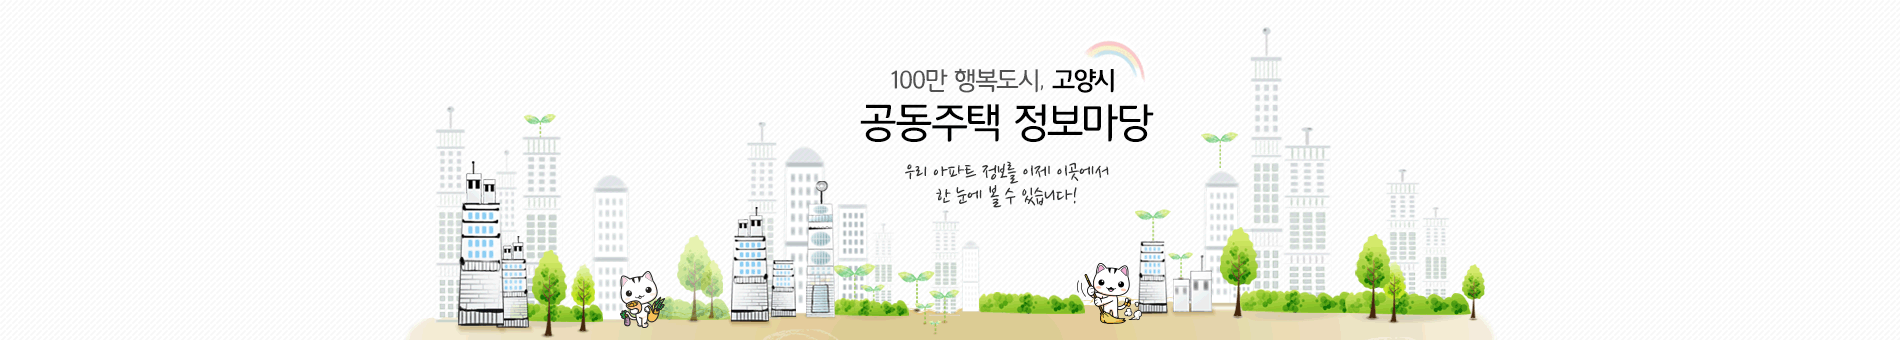 100만 행복도시, 고양시
공동주택 정보마당
우리 아파트 정보를 이제 이곳에서
한 눈에 볼 수 있습니다!